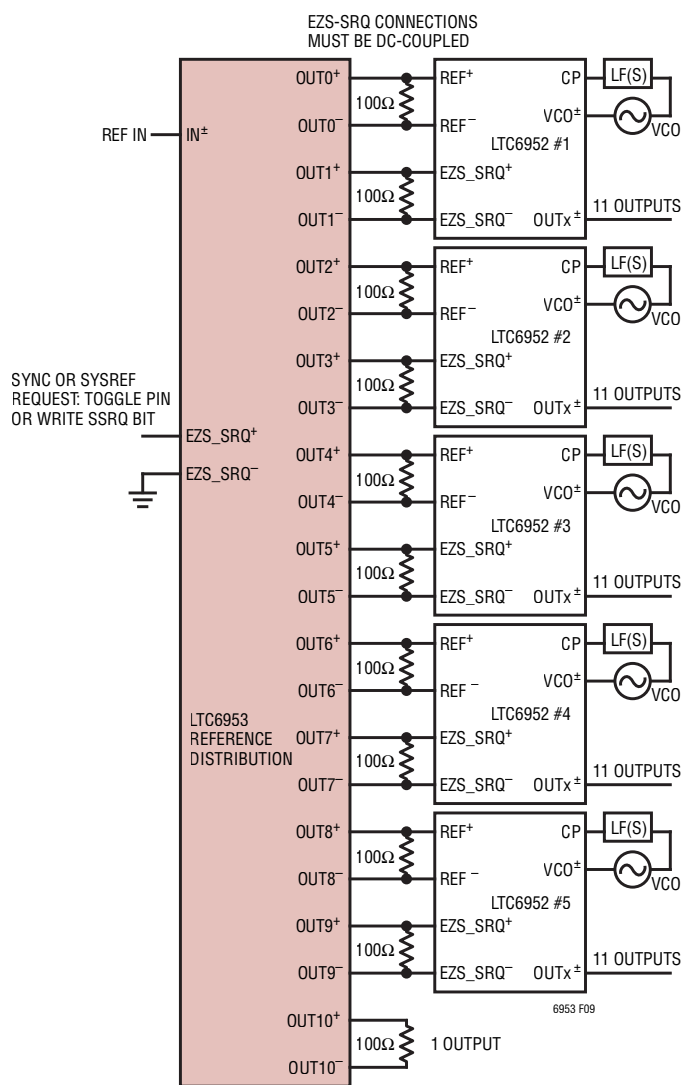 EZS-SRQ CONNECTIONS
MUST BE DC-COUPLED
REF IN
IN±
SYNC OR SYSREF
REQUEST: TOGGLE PIN
OR WRITE SSRQ BIT
EZS_SRQ⁺
EZS_SRQ⁻
LTC6953
REFERENCE
DISTRIBUTION
OUT0⁺
OUT0⁻
100Ω
OUT1⁺
OUT1⁻
100Ω
REF⁺
REF⁻
LTC6952 #1
EZS_SRQ⁺
EZS_SRQ⁻
CP
LF(S)
VCO±
VCO
OUTx±
11 OUTPUTS
OUT2⁺
OUT2⁻
100Ω
OUT3⁺
OUT3⁻
100Ω
REF⁺
REF⁻
LTC6952 #2
EZS_SRQ⁺
EZS_SRQ⁻
CP
LF(S)
VCO±
VCO
OUTx±
11 OUTPUTS
OUT4⁺
OUT4⁻
100Ω
OUT5⁺
OUT5⁻
100Ω
REF⁺
REF⁻
LTC6952 #3
EZS_SRQ⁺
EZS_SRQ⁻
CP
LF(S)
VCO±
VCO
OUTx±
11 OUTPUTS
OUT6⁺
OUT6⁻
100Ω
OUT7⁺
OUT7⁻
100Ω
REF⁺
REF⁻
LTC6952 #4
EZS_SRQ⁺
EZS_SRQ⁻
CP
LF(S)
VCO±
VCO
OUTx±
11 OUTPUTS
OUT8⁺
OUT8⁻
100Ω
OUT9⁺
OUT9⁻
100Ω
REF⁺
REF⁻
LTC6952 #5
EZS_SRQ⁺
EZS_SRQ⁻
CP
LF(S)
VCO±
VCO
OUTx±
11 OUTPUTS
6953 F09
OUT10⁺
OUT10⁻
100Ω
1 OUTPUT